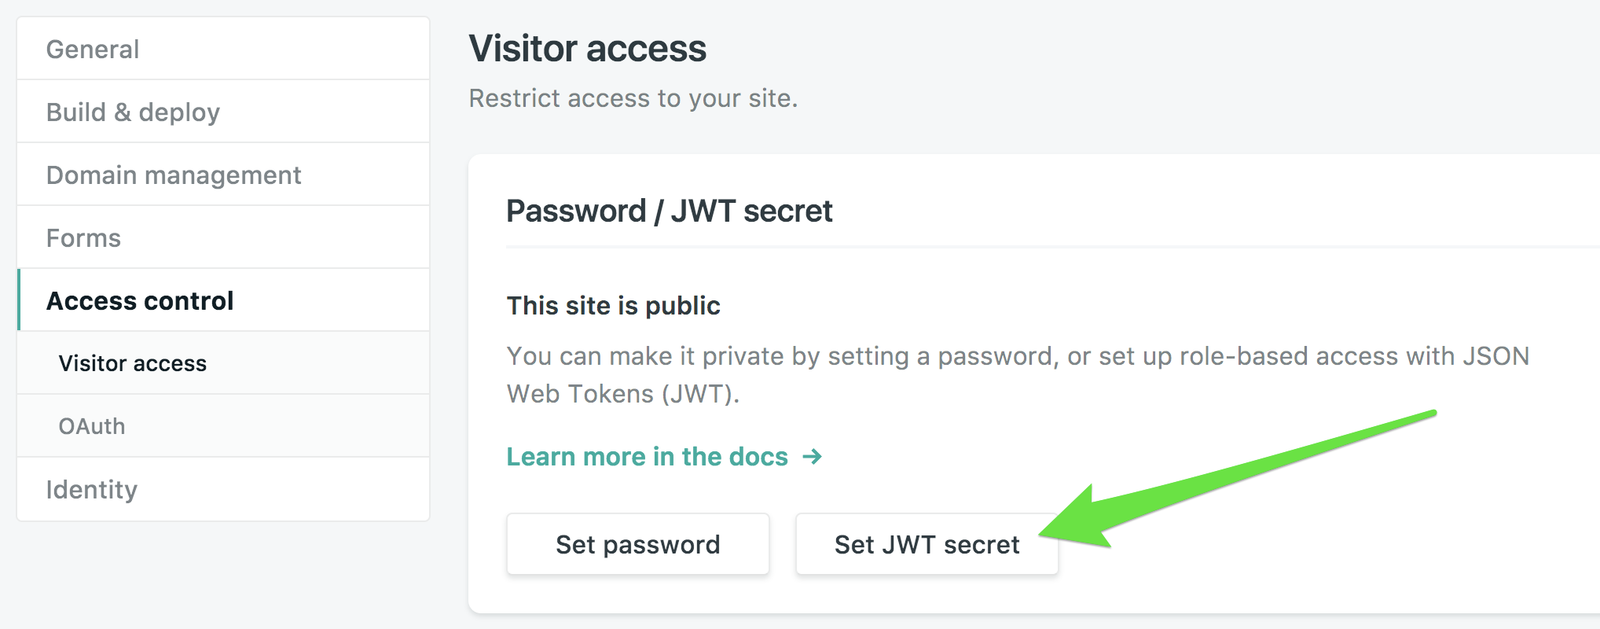 General
Build & deploy
Domain management
Forms
Access control
Visitor access
OAuth
Identity
Visitor access
Restrict access to your site.
Password / JWT secret
This site is public
You can make it private by setting a password, or set up role-based access with JSON
Web Tokens (JWT).
Learn more in the docs →
Set password
Set JWT secret